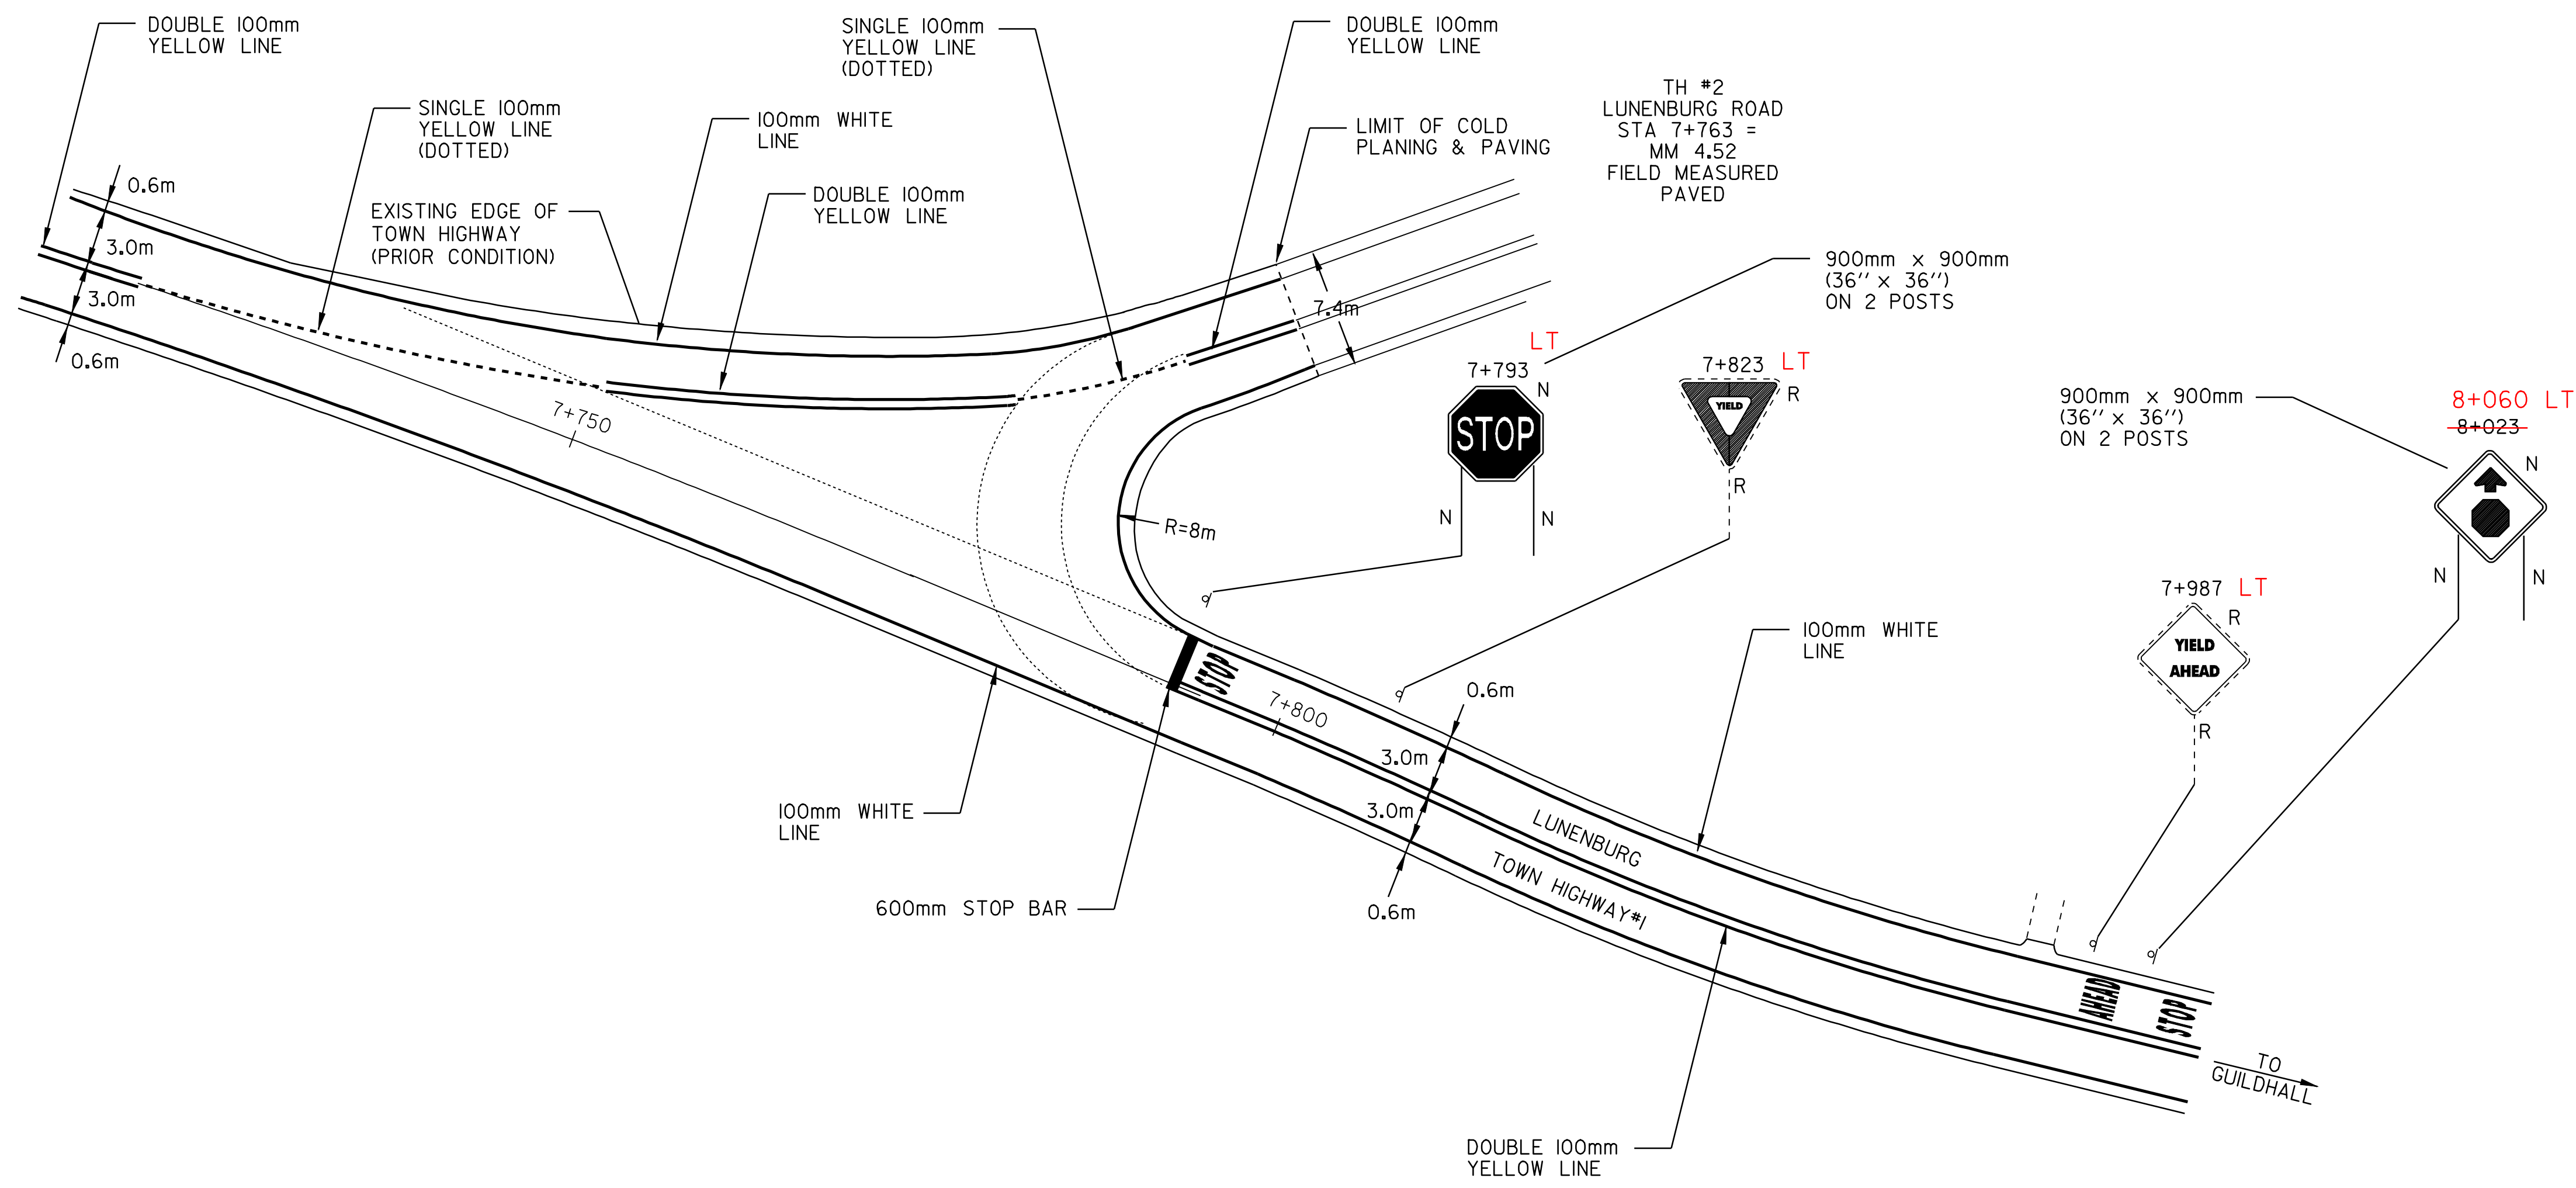 DOUBLE 100mm
YELLOW LINE
SINGLE 100mm
YELLOW LINE
(DOTTED)
DOUBLE 100mm
YELLOW LINE
SINGLE 100mm
YELLOW LINE
(DOTTED)
100mm WHITE
LINE
LIMIT OF COLD
PLANING & PAVING
TH #2
LUNENBURG ROAD
STA 7+763 =
MM 4.52
FIELD MEASURED
PAVED
0.6m
EXISTING EDGE OF
TOWN HIGHWAY
(PRIOR CONDITION)
DOUBLE 100mm
YELLOW LINE
3.0m
3.0m
0.6m
7.4m
900mm x 900mm
(36" x 36")
ON 2 POSTS
LT
7+793
N
STOP
N
N
7+823 LT
R
YIELD
R
900mm x 900mm
(36" x 36")
ON 2 POSTS
8+060 LT
8+023
N
N
N
7+750
R=8m
7+987 LT
R
YIELD
AHEAD
R
STOP
7+800
0.6m
3.0m
3.0m
0.6m
100mm WHITE
LINE
100mm WHITE
LINE
LUNENBURG
TOWN HIGHWAY#1
600mm STOP BAR
AHEAD
STOP
TO
GUILDHALL
DOUBLE 100mm
YELLOW LINE